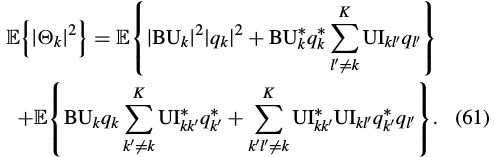 𝔼{|Θ_k|^2} = 𝔼{|BU_k|^2|q_k|^2 + BU_k^* q_k^* ∑_{l'≠k}^{K} UI_{kl'} q_{l'}}
+𝔼{BU_k q_k ∑_{k'≠k}^{K} UI_{kk'}^* q_{k'}^* + ∑_{k'l'≠k}^{K} UI_{kk'}^* UI_{kl'} q_{k'}^* q_{l'}}. (61)